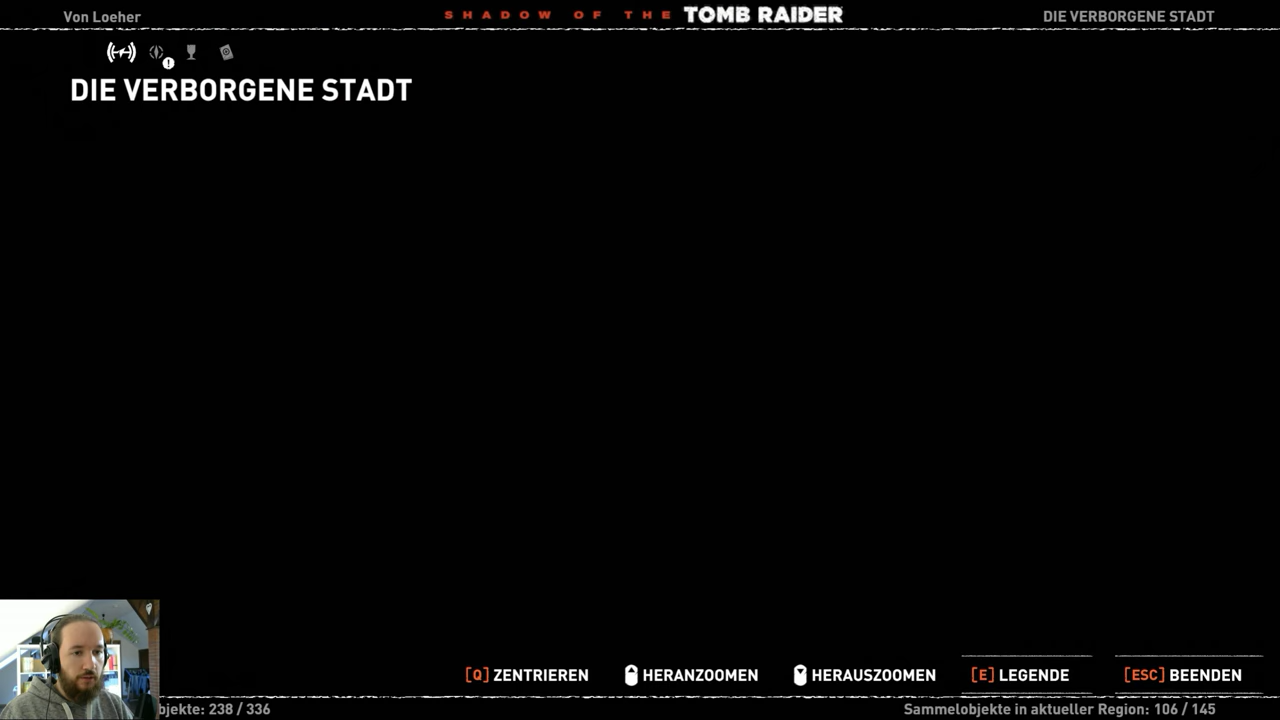 Von Loeher
SHADOW OF THE TOMB RAIDER
DIE VERBORGENE STADT
DIE VERBORGENE STADT
[Q] ZENTRIEREN
HERANZOOMEN
HERAUSZOOMEN
[E] LEGENDE
[ESC] BEENDEN
bjekte: 238 / 336
Sammelobjekte in aktueller Region: 106 / 145